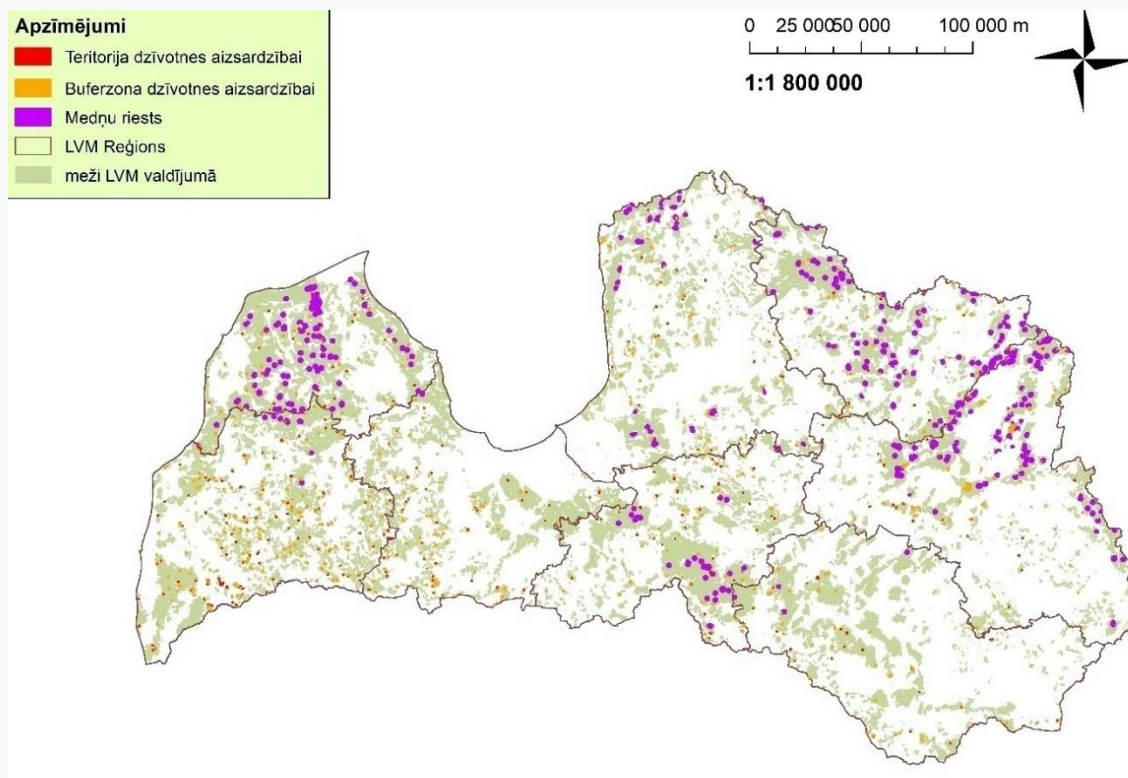 Apzīmējumi
Teritorija dzīvotnes aizsardzībai
Buferzona dzīvotnes aizsardzībai
Medņu riests
LVM Reģions
meži LVM valdījumā
0 25 000 50 000 100 000 m
1:1 800 000